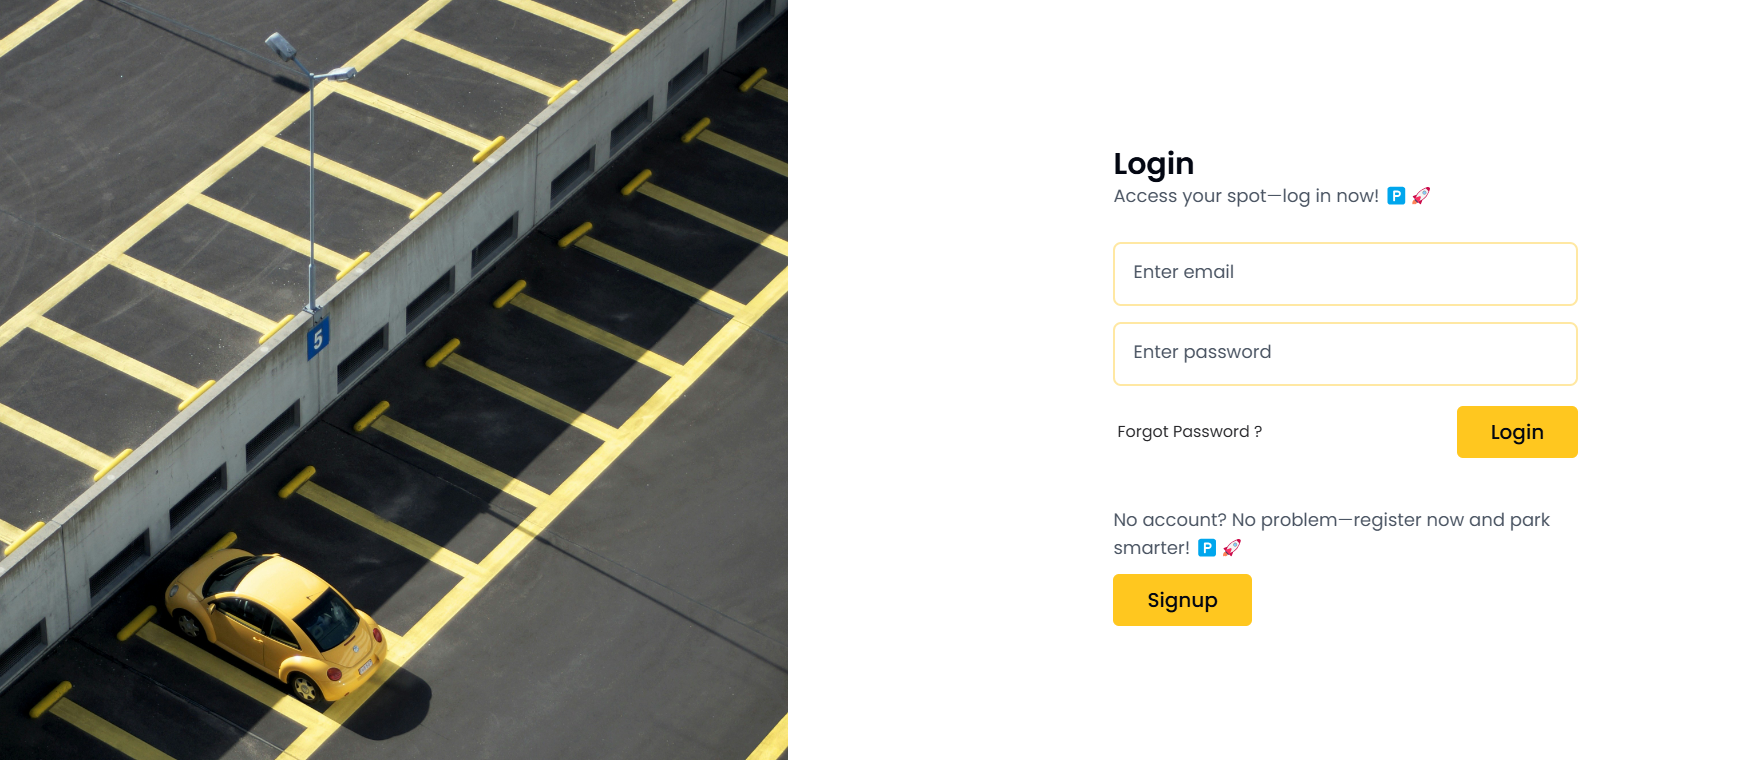 5
Login
Access your spot—log in now! 🅿️🚀
Enter email
Enter password
Forgot Password ?
Login
No account? No problem—register now and park
smarter! 🅿️🚀
Signup